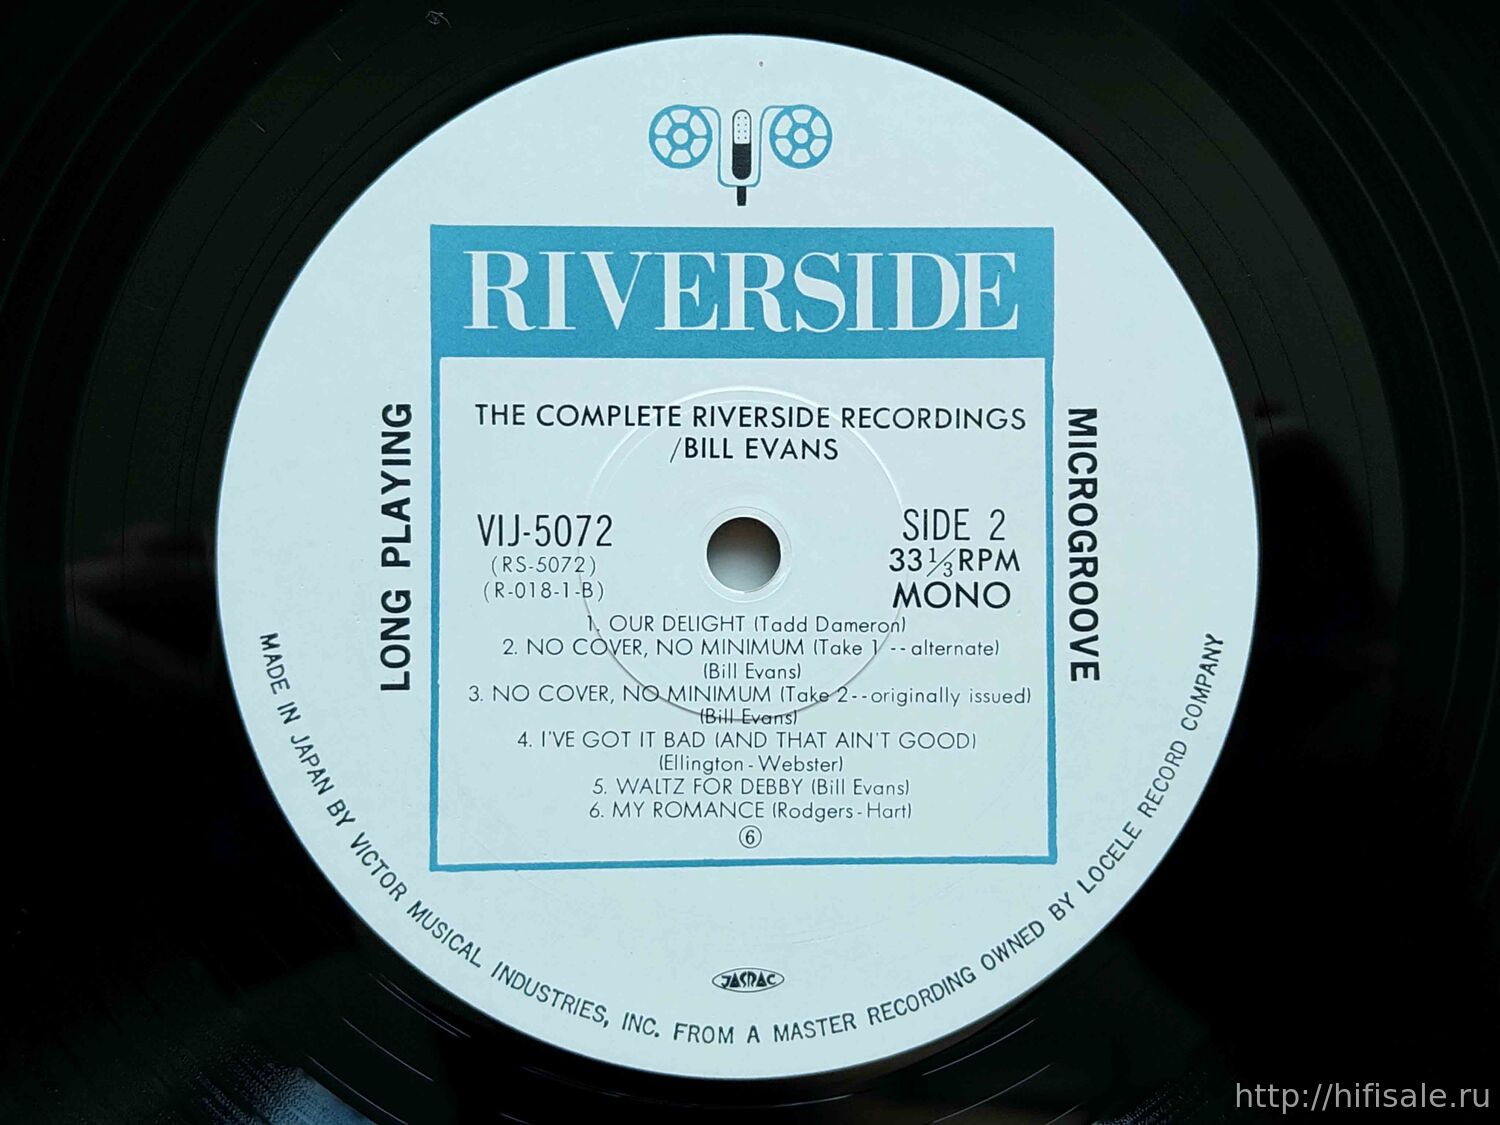 RIVERSIDE
THE COMPLETE RIVERSIDE RECORDINGS
/BILL EVANS
VIJ-5072
(RS-5072)
(R-018-1-B)
SIDE 2
33 1/3 RPM
MONO
1. OUR DELIGHT (Tadd Dameron)
2. NO COVER, NO MINIMUM (Take 1 -- alternate)
(Bill Evans)
3. NO COVER, NO MINIMUM (Take 2--originally issued)
(Bill Evans)
4. I'VE GOT IT BAD (AND THAT AIN'T GOOD)
(Ellington-Webster)
5. WALTZ FOR DEBBY (Bill Evans)
6. MY ROMANCE (Rodgers-Hart)
⑥
LONG PLAYING
MICROGROOVE
JASRAC
MADE IN JAPAN BY VICTOR MUSICAL INDUSTRIES, INC. FROM A MASTER RECORDING OWNED BY LOCELE RECORD COMPANY
http://hifisale.ru